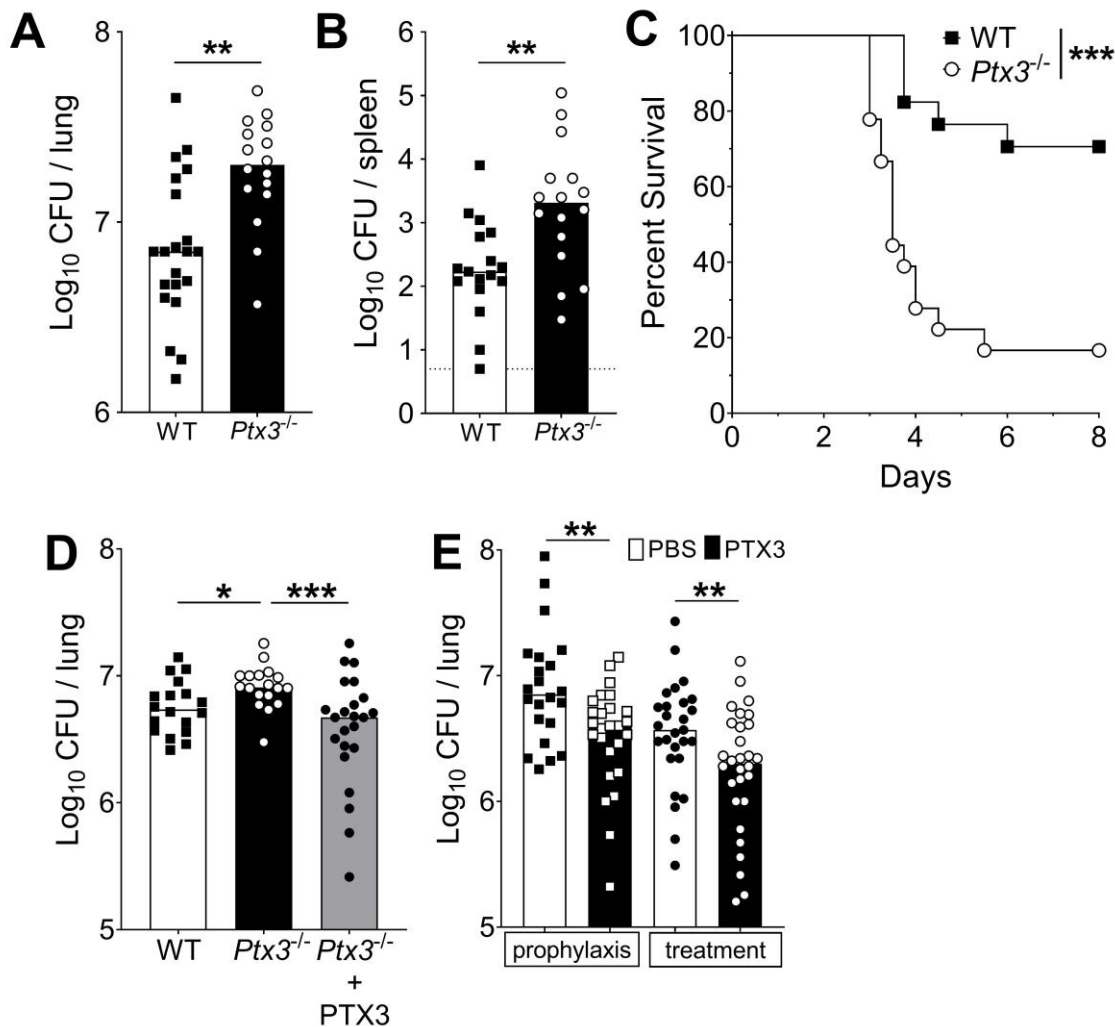 A
8
7
6
Log10 CFU / lung
**
WT
Ptx3-/-
B
6
5
4
3
2
1
0
Log10 CFU / spleen
**
WT
Ptx3-/-
C
100
80
60
40
20
0
Percent Survival
0 2 4 6 8
Days
WT
Ptx3-/-
***
D
8
7
6
5
Log10 CFU / lung
* ***
WT Ptx3-/- Ptx3-/-
+
PTX3
E
8
7
6
5
Log10 CFU / lung
PBS PTX3
**
**
prophylaxis treatment